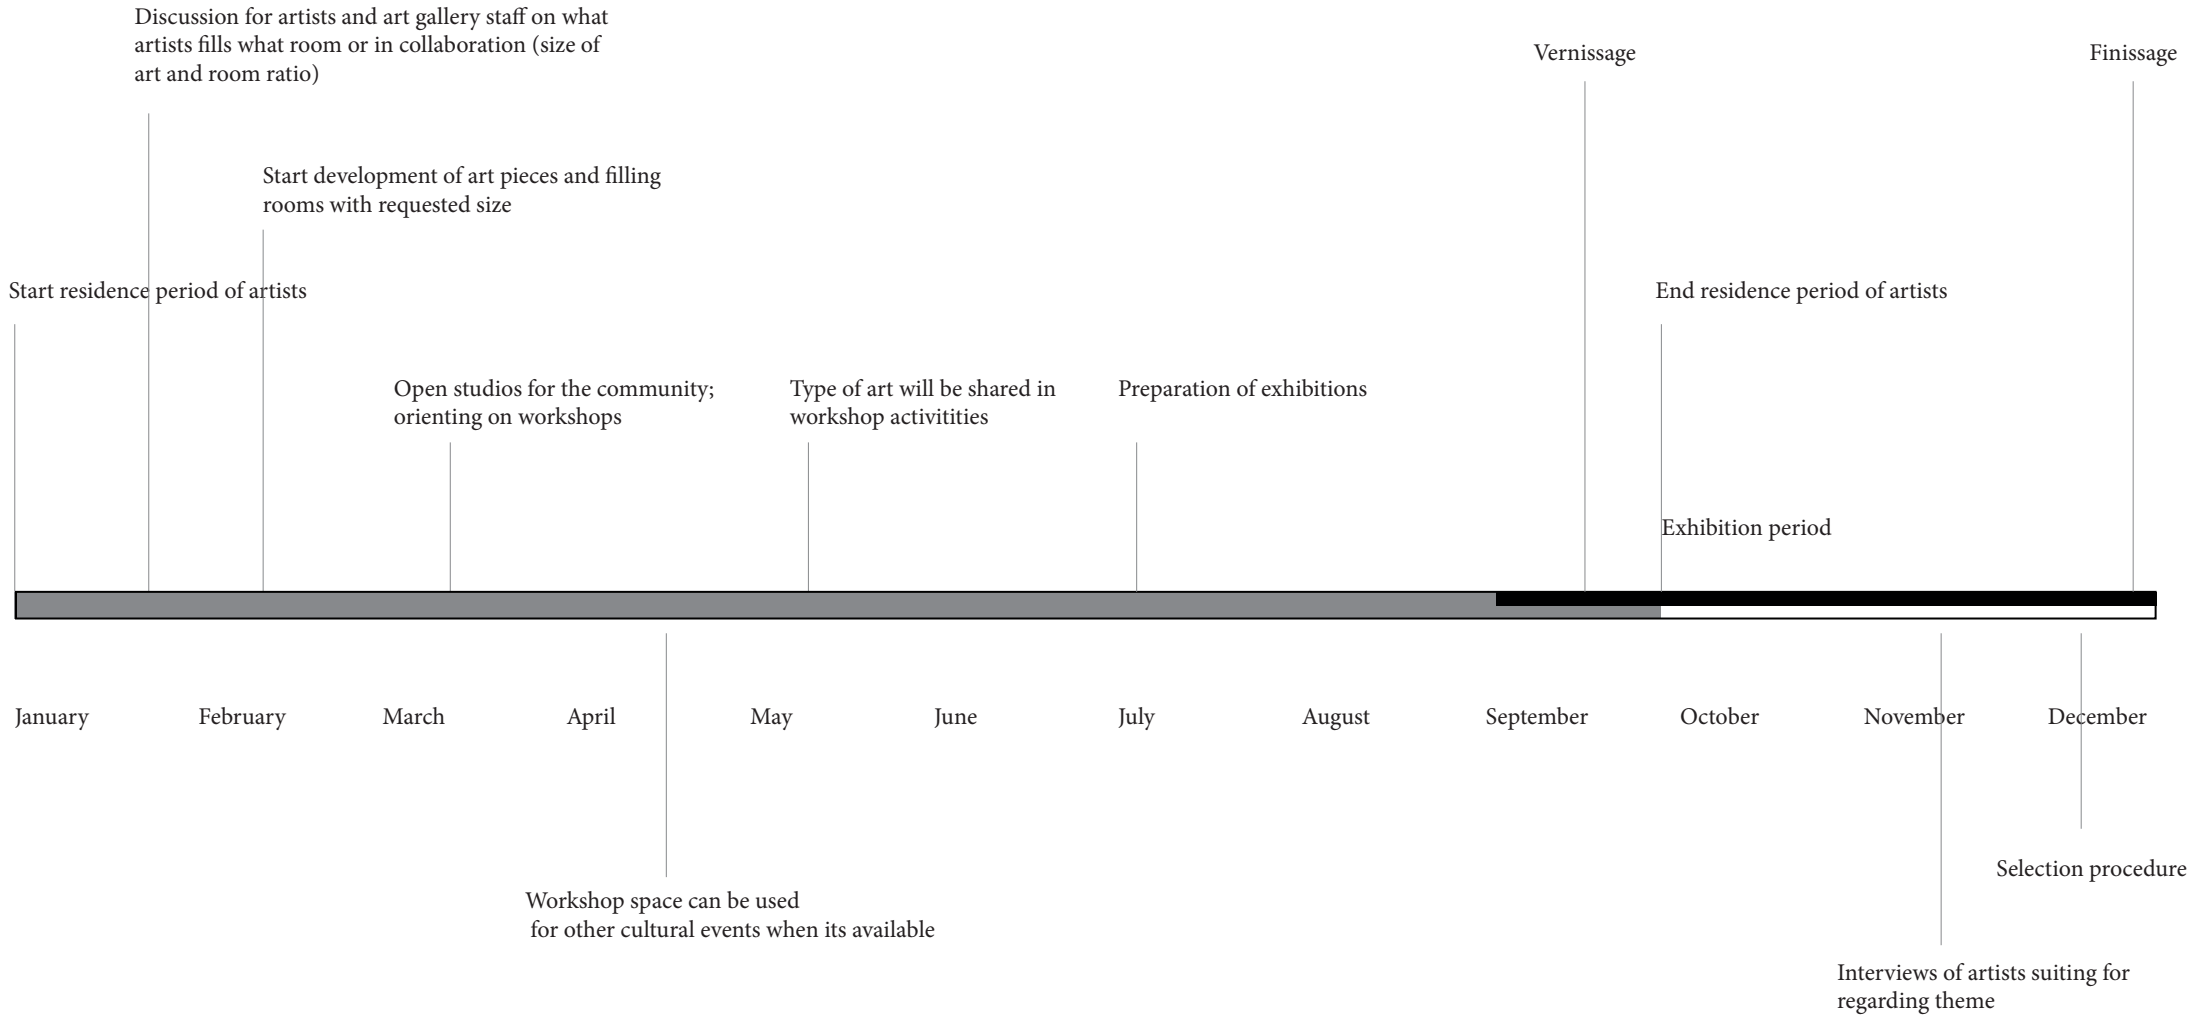 Discussion for artists and art gallery staff on what
artists fills what room or in collaboration (size of
art and room ratio)
Vernissage
Finissage
Start development of art pieces and filling
rooms with requested size
Start residence period of artists
End residence period of artists
Open studios for the community;
orienting on workshops
Type of art will be shared in
workshop activitities
Preparation of exhibitions
Exhibition period
January
February
March
April
May
June
July
August
September
October
November
December
Selection procedure
Workshop space can be used
for other cultural events when its available
Interviews of artists suiting for
regarding theme